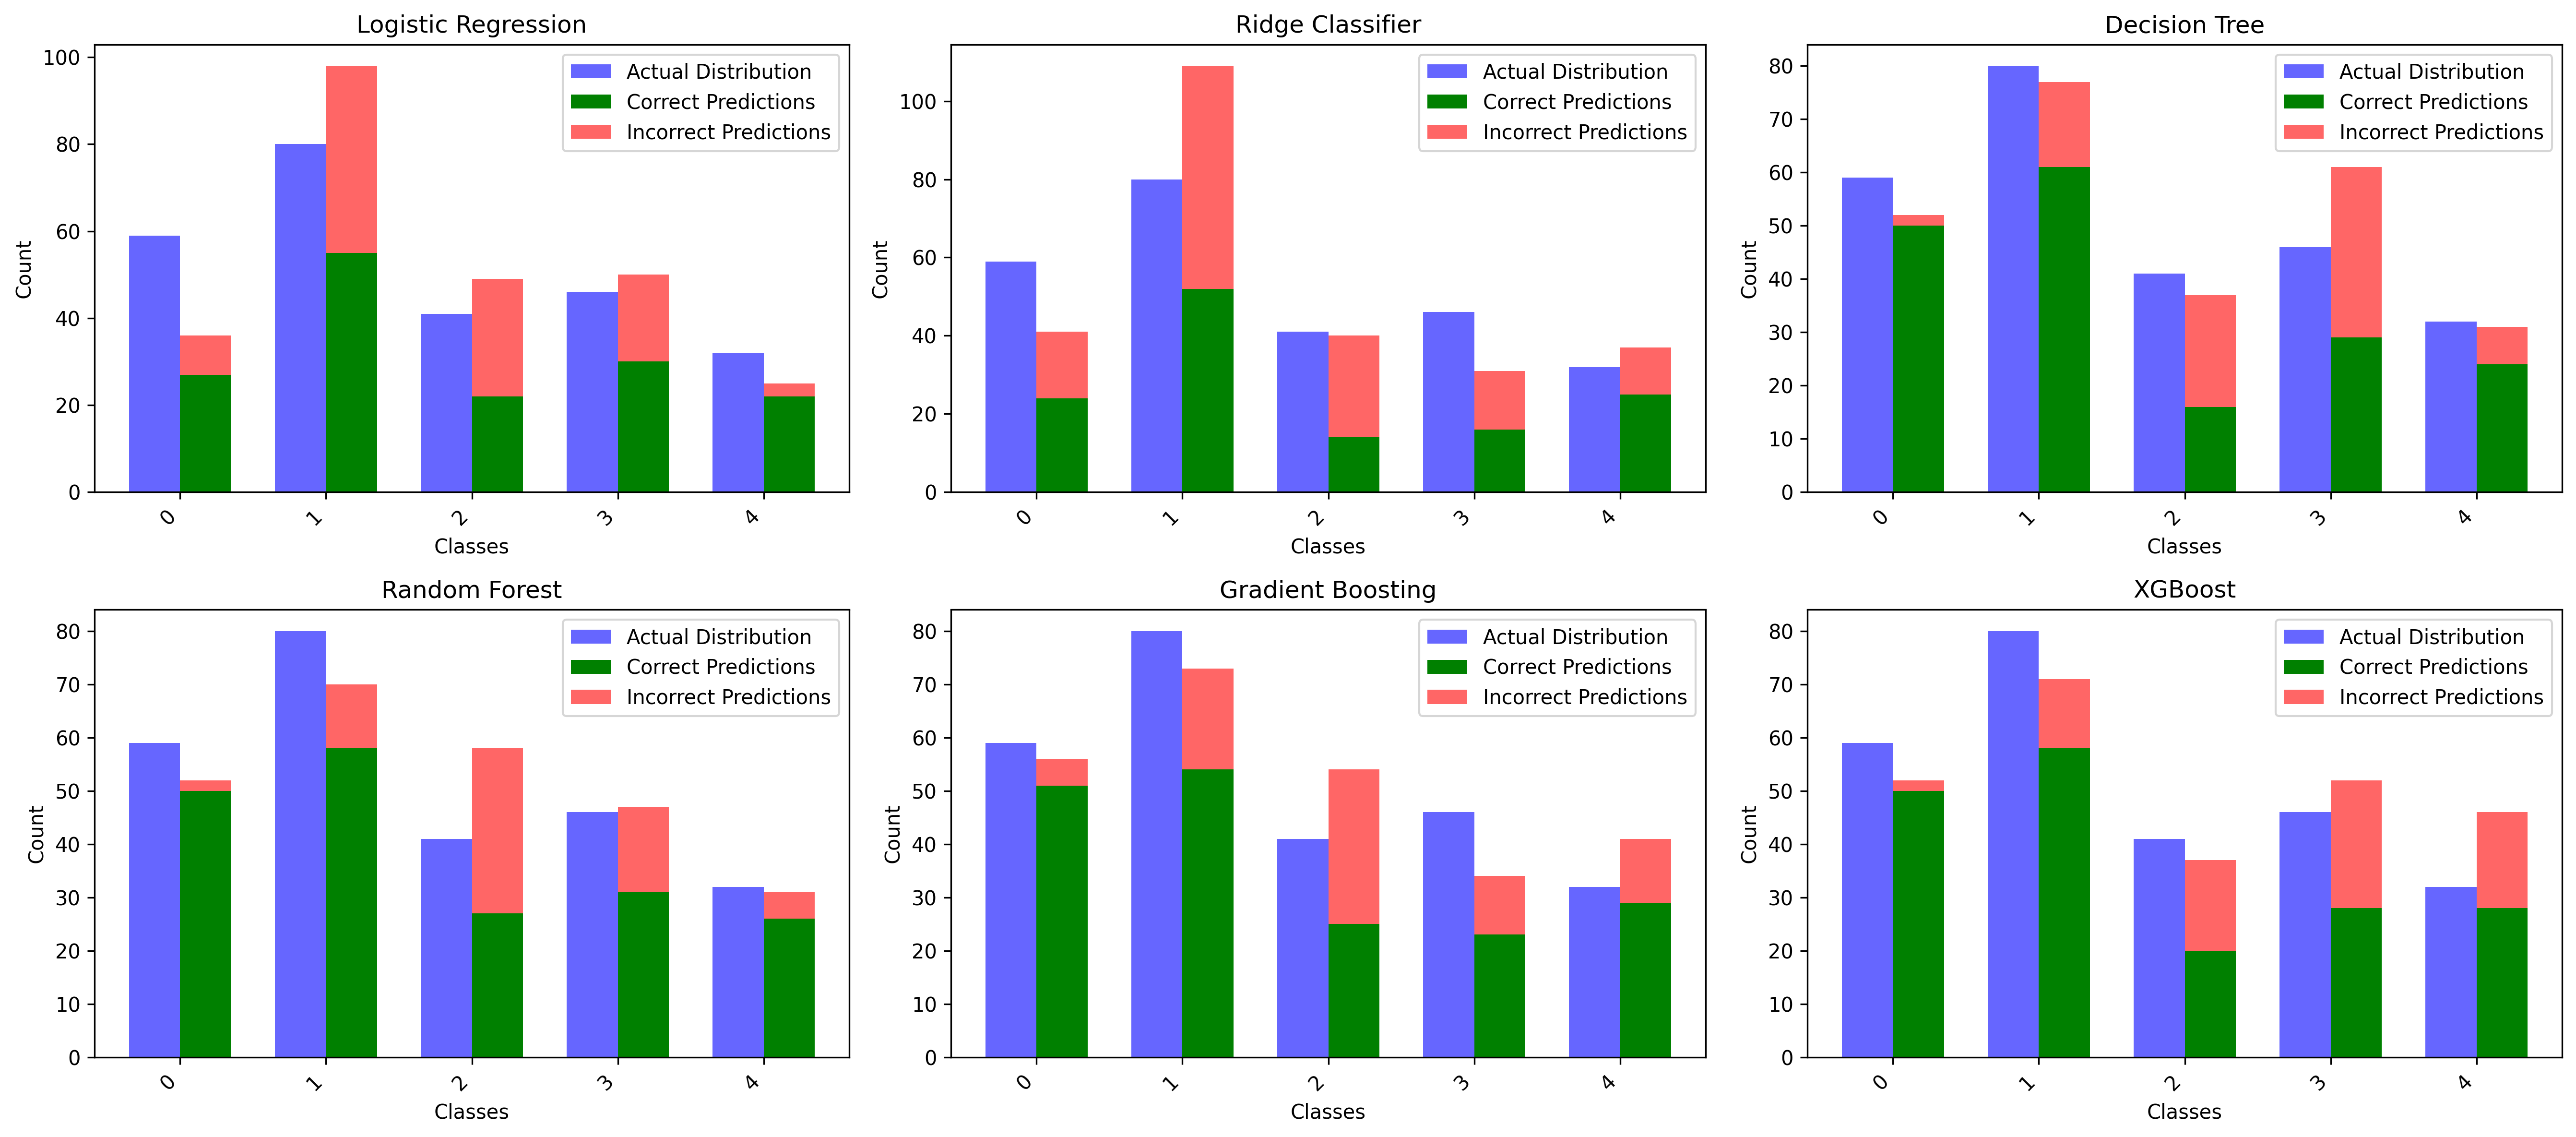 Logistic Regression
Actual Distribution
Correct Predictions
Incorrect Predictions
100
80
60
40
20
0
Count
0 1 2 3 4
Classes
Ridge Classifier
Actual Distribution
Correct Predictions
Incorrect Predictions
100
80
60
40
20
0
Count
0 1 2 3 4
Classes
Decision Tree
Actual Distribution
Correct Predictions
Incorrect Predictions
80
70
60
50
40
30
20
10
0
Count
0 1 2 3 4
Classes
Random Forest
Actual Distribution
Correct Predictions
Incorrect Predictions
80
70
60
50
40
30
20
10
0
Count
0 1 2 3 4
Classes
Gradient Boosting
Actual Distribution
Correct Predictions
Incorrect Predictions
80
70
60
50
40
30
20
10
0
Count
0 1 2 3 4
Classes
XGBoost
Actual Distribution
Correct Predictions
Incorrect Predictions
80
70
60
50
40
30
20
10
0
Count
0 1 2 3 4
Classes